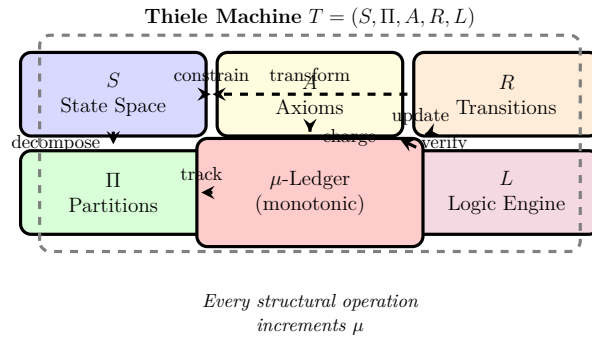 Thiele Machine T = (S, Π, A, R, L)
S
State Space
constrain
transform
A
Axioms
R
Transitions
update
decompose
charge
verify
Π
Partitions
track
μ-Ledger
(monotonic)
L
Logic Engine
Every structural operation
increments μ